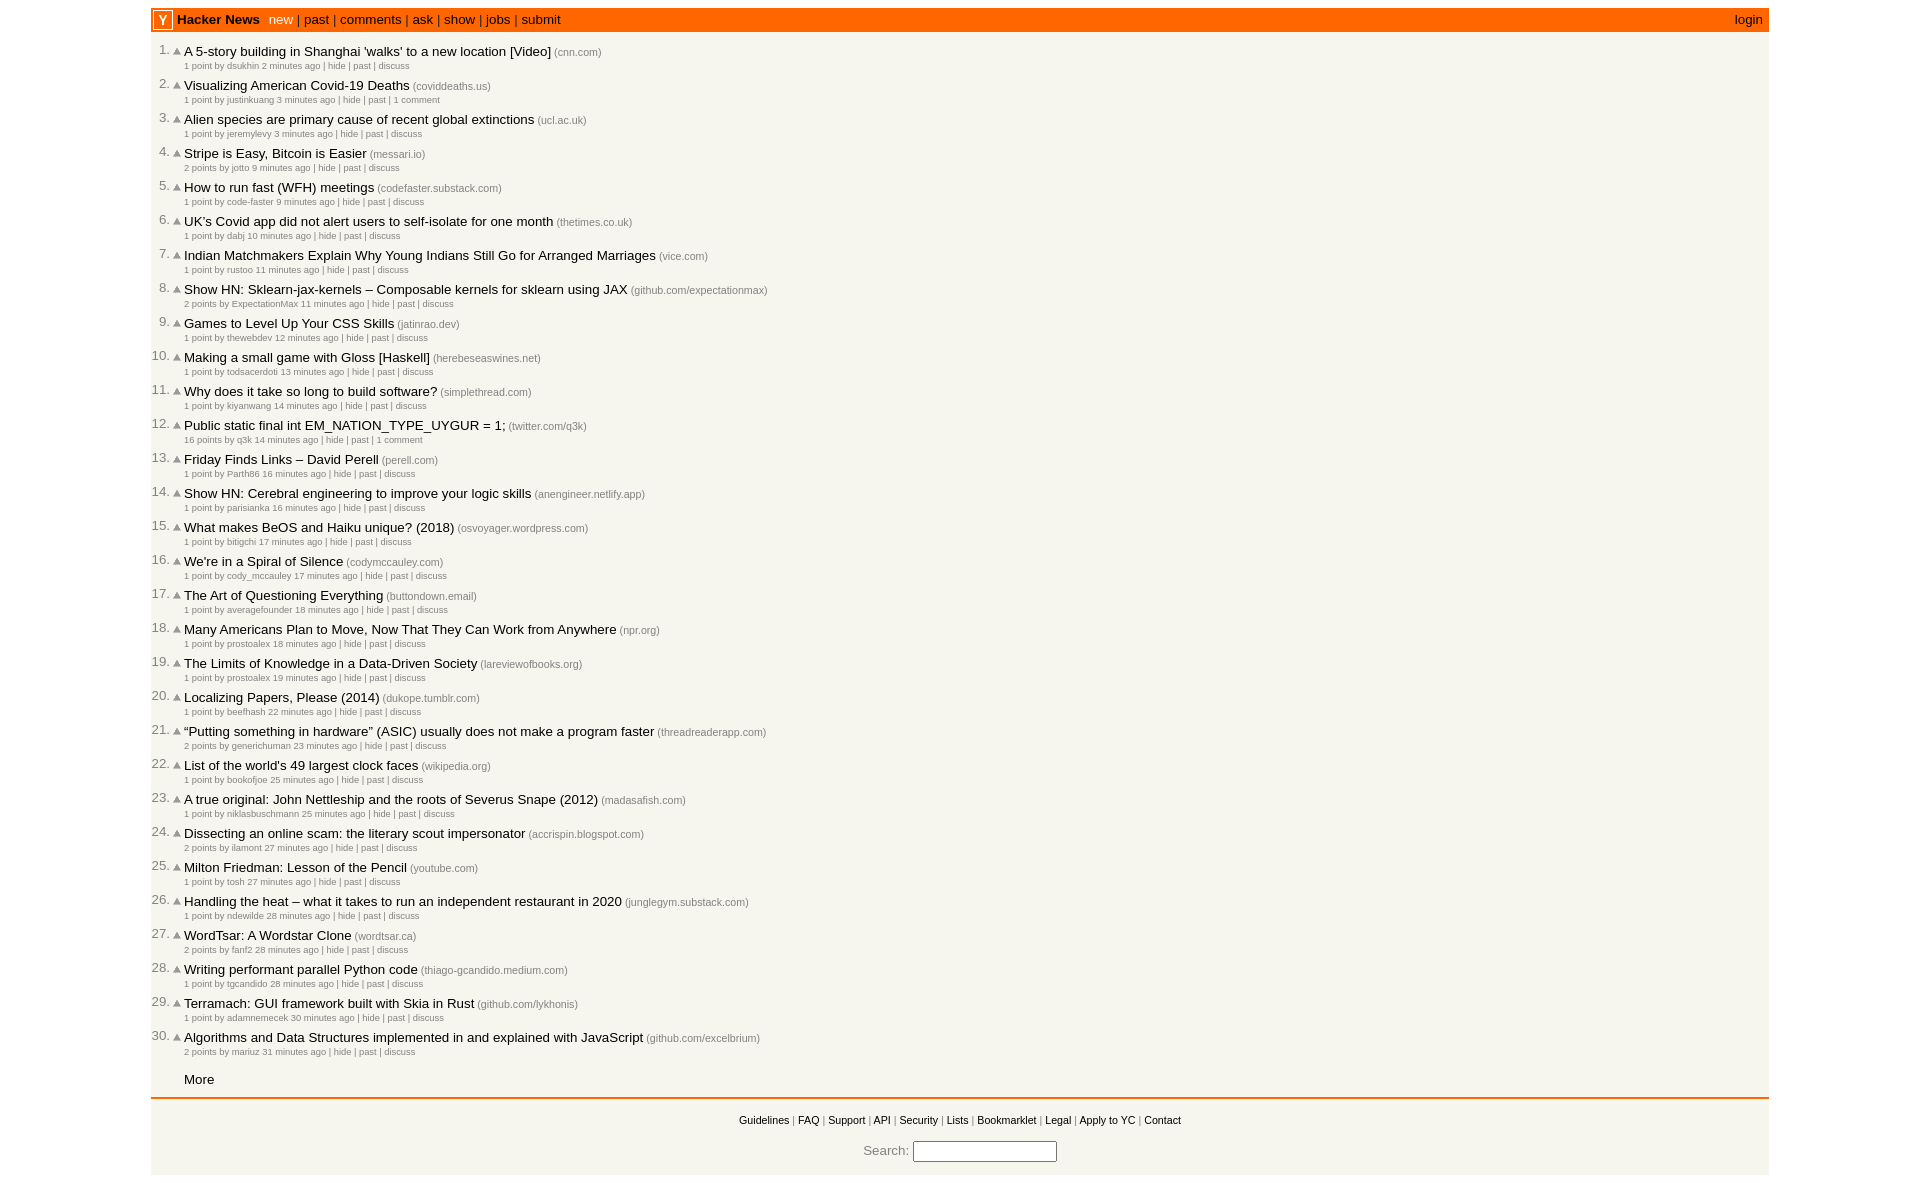 Y Hacker News new | past | comments | ask | show | jobs | submit login
1. A 5-story building in Shanghai 'walks' to a new location [Video] (cnn.com)
1 point by dsukhin 2 minutes ago | hide | past | discuss
2. Visualizing American Covid-19 Deaths (coviddeaths.us)
1 point by justinkuang 3 minutes ago | hide | past | 1 comment
3. Alien species are primary cause of recent global extinctions (ucl.ac.uk)
1 point by jeremylevy 3 minutes ago | hide | past | discuss
4. Stripe is Easy, Bitcoin is Easier (messari.io)
2 points by jotto 9 minutes ago | hide | past | discuss
5. How to run fast (WFH) meetings (codefaster.substack.com)
1 point by code-faster 9 minutes ago | hide | past | discuss
6. UK's Covid app did not alert users to self-isolate for one month (thetimes.co.uk)
1 point by dabj 10 minutes ago | hide | past | discuss
7. Indian Matchmakers Explain Why Young Indians Still Go for Arranged Marriages (vice.com)
1 point by rustoo 11 minutes ago | hide | past | discuss
8. Show HN: Sklearn-jax-kernels – Composable kernels for sklearn using JAX (github.com/expectationmax)
2 points by ExpectationMax 11 minutes ago | hide | past | discuss
9. Games to Level Up Your CSS Skills (jatinrao.dev)
1 point by thewebdev 12 minutes ago | hide | past | discuss
10. Making a small game with Gloss [Haskell] (herebeseaswines.net)
1 point by todsacerdoti 13 minutes ago | hide | past | discuss
11. Why does it take so long to build software? (simplethread.com)
1 point by kiyanwang 14 minutes ago | hide | past | discuss
12. Public static final int EM_NATION_TYPE_UYGUR = 1; (twitter.com/q3k)
16 points by q3k 14 minutes ago | hide | past | 1 comment
13. Friday Finds Links – David Perell (perell.com)
1 point by Parth86 16 minutes ago | hide | past | discuss
14. Show HN: Cerebral engineering to improve your logic skills (anengineer.netlify.app)
1 point by parisianka 16 minutes ago | hide | past | discuss
15. What makes BeOS and Haiku unique? (2018) (osvoyager.wordpress.com)
1 point by bitigchi 17 minutes ago | hide | past | discuss
16. We're in a Spiral of Silence (codymccauley.com)
1 point by cody_mccauley 17 minutes ago | hide | past | discuss
17. The Art of Questioning Everything (buttondown.email)
1 point by averagefounder 18 minutes ago | hide | past | discuss
18. Many Americans Plan to Move, Now That They Can Work from Anywhere (npr.org)
1 point by prostoalex 18 minutes ago | hide | past | discuss
19. The Limits of Knowledge in a Data-Driven Society (lareviewofbooks.org)
1 point by prostoalex 19 minutes ago | hide | past | discuss
20. Localizing Papers, Please (2014) (dukope.tumblr.com)
1 point by beefhash 22 minutes ago | hide | past | discuss
21. “Putting something in hardware” (ASIC) usually does not make a program faster (threadreaderapp.com)
2 points by generichuman 23 minutes ago | hide | past | discuss
22. List of the world's 49 largest clock faces (wikipedia.org)
1 point by bookofjoe 25 minutes ago | hide | past | discuss
23. A true original: John Nettleship and the roots of Severus Snape (2012) (madasafish.com)
1 point by niklasbuschmann 25 minutes ago | hide | past | discuss
24. Dissecting an online scam: the literary scout impersonator (accrispin.blogspot.com)
2 points by ilamont 27 minutes ago | hide | past | discuss
25. Milton Friedman: Lesson of the Pencil (youtube.com)
1 point by tosh 27 minutes ago | hide | past | discuss
26. Handling the heat – what it takes to run an independent restaurant in 2020 (junglegym.substack.com)
1 point by ndewilde 28 minutes ago | hide | past | discuss
27. WordTsar: A Wordstar Clone (wordtsar.ca)
2 points by fanf2 28 minutes ago | hide | past | discuss
28. Writing performant parallel Python code (thiago-gcandido.medium.com)
1 point by tgcandido 28 minutes ago | hide | past | discuss
29. Terramach: GUI framework built with Skia in Rust (github.com/lykhonis)
1 point by adamnemecek 30 minutes ago | hide | past | discuss
30. Algorithms and Data Structures implemented in and explained with JavaScript (github.com/excelbrium)
2 points by mariuz 31 minutes ago | hide | past | discuss
More
Guidelines | FAQ | Support | API | Security | Lists | Bookmarklet | Legal | Apply to YC | Contact
Search: